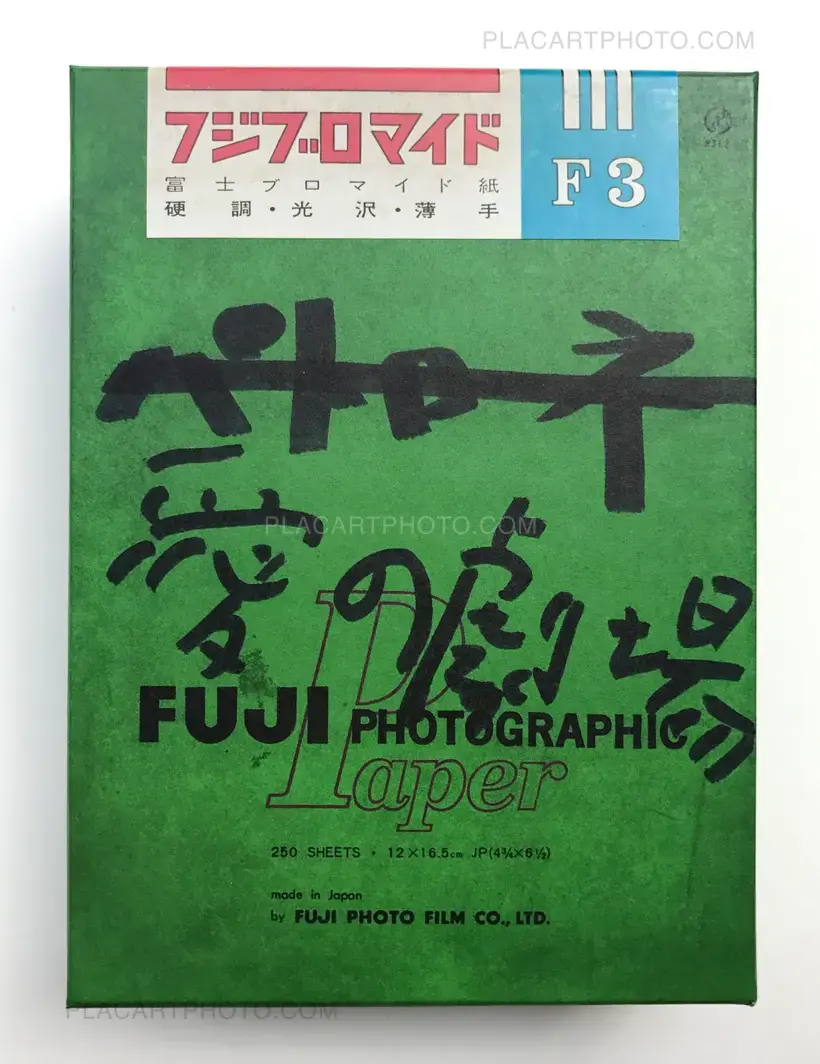 PLACARTPHOTO.COM
フジブロマイド
富士ブロマイド紙
硬調・光沢・薄手
F3
ペトロネ
愛の劇場
PLACARTPHOTO.COM
FUJI PHOTOGRAPHIC
Paper
250 SHEETS・12×16.5cm JP(4¾×6½)
made in Japan
by FUJI PHOTO FILM CO., LTD.
PLACARTPHOTO.COM